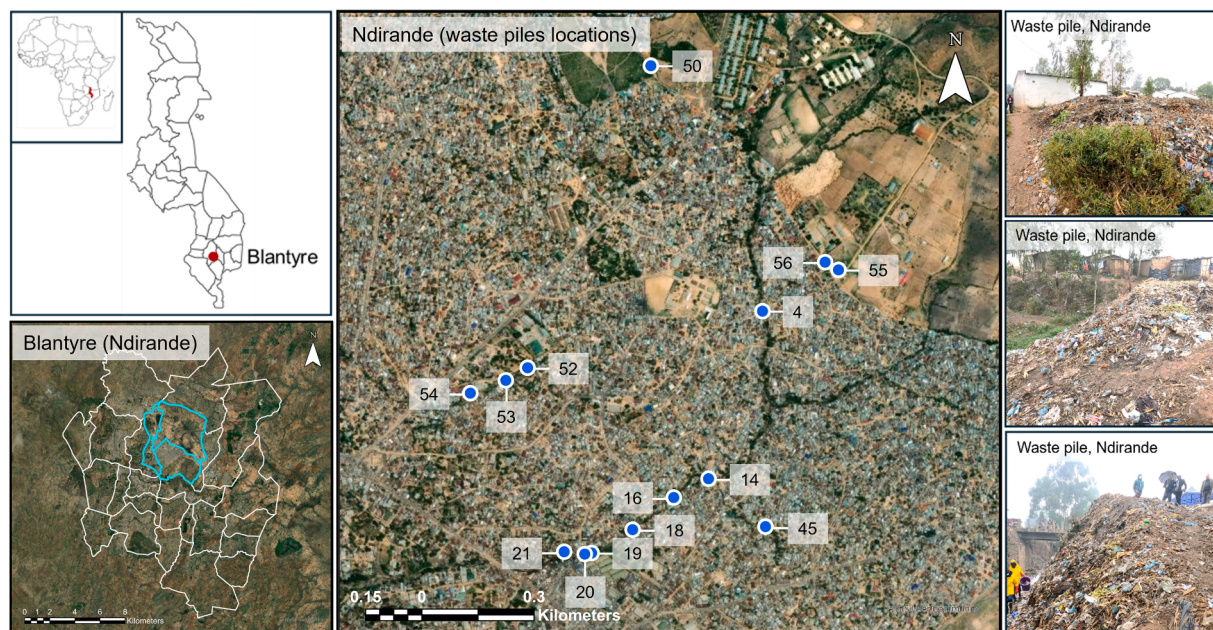 Blantyre
Blantyre (Ndirande)
N
0 1 2 4 6 8
Kilometers
Ndirande (waste piles locations)
N
50
56
55
4
52
54
53
14
16
45
18
21
19
20
0.15 0 0.3
Kilometers
Waste pile, Ndirande
Waste pile, Ndirande
Waste pile, Ndirande